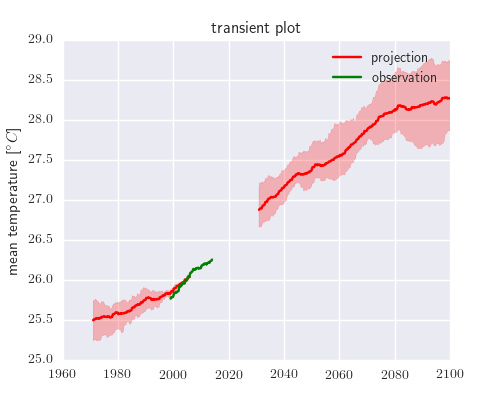 transient plot
projection
observation
mean temperature [°C]
29.0
28.5
28.0
27.5
27.0
26.5
26.0
25.5
25.0
1960 1980 2000 2020 2040 2060 2080 2100